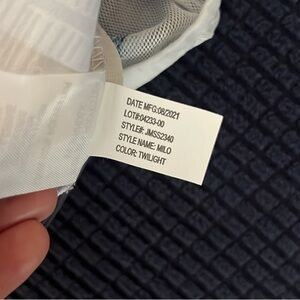 DATE MFG:08/2021
LOT#:04233-00
STYLE#: JMSS2340
STYLE NAME: MILO
COLOR: TWILIGHT